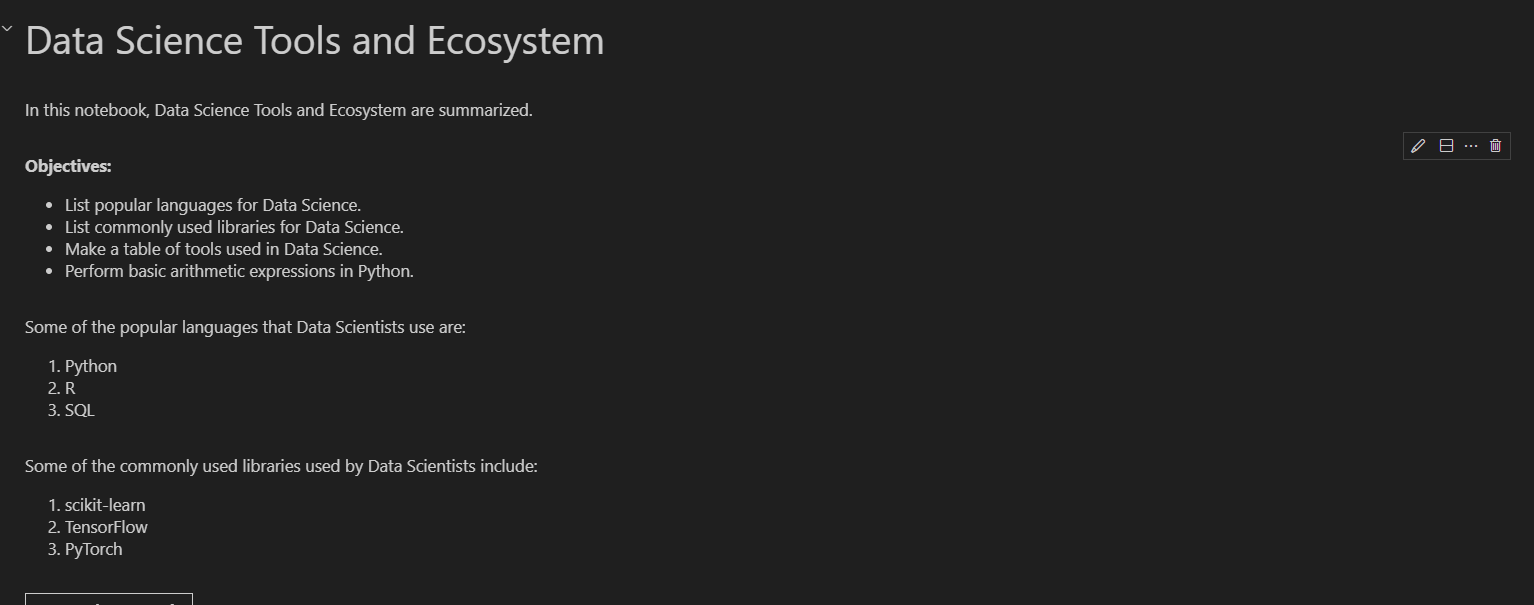 Data Science Tools and Ecosystem
In this notebook, Data Science Tools and Ecosystem are summarized.
Objectives:
• List popular languages for Data Science.
• List commonly used libraries for Data Science.
• Make a table of tools used in Data Science.
• Perform basic arithmetic expressions in Python.
Some of the popular languages that Data Scientists use are:
1. Python
2. R
3. SQL
Some of the commonly used libraries used by Data Scientists include:
1. scikit-learn
2. TensorFlow
3. PyTorch